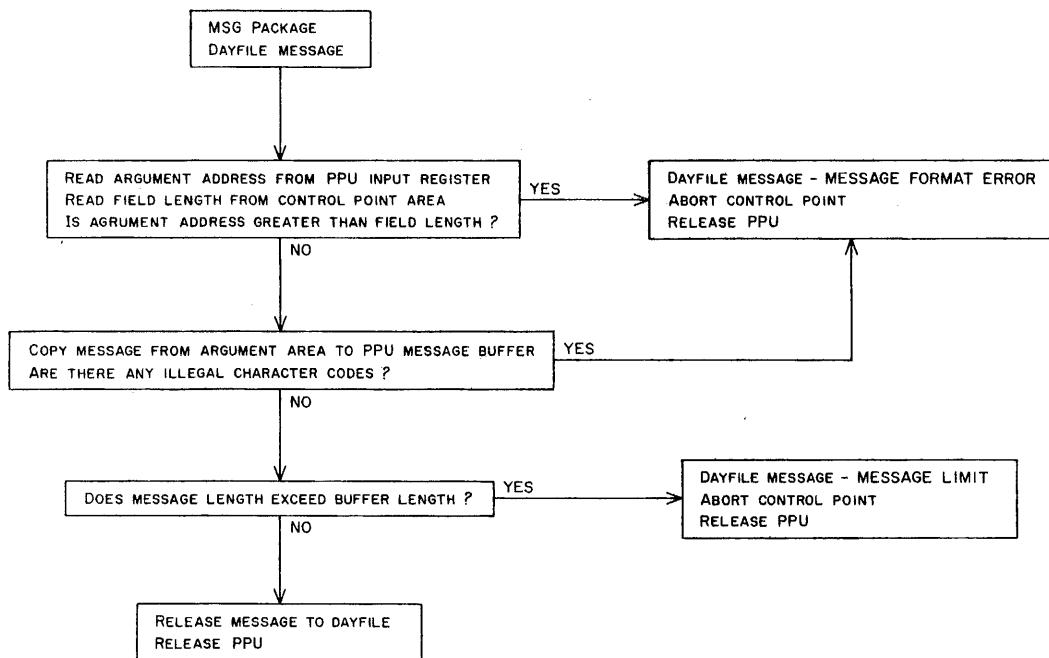 MSG PACKAGE
DAYFILE MESSAGE
READ ARGUMENT ADDRESS FROM PPU INPUT REGISTER
READ FIELD LENGTH FROM CONTROL POINT AREA
IS AGRUMENT ADDRESS GREATER THAN FIELD LENGTH ?
YES
DAYFILE MESSAGE - MESSAGE FORMAT ERROR
ABORT CONTROL POINT
RELEASE PPU
NO
COPY MESSAGE FROM ARGUMENT AREA TO PPU MESSAGE BUFFER
ARE THERE ANY ILLEGAL CHARACTER CODES ?
YES
NO
DOES MESSAGE LENGTH EXCEED BUFFER LENGTH ?
YES
DAYFILE MESSAGE - MESSAGE LIMIT
ABORT CONTROL POINT
RELEASE PPU
NO
RELEASE MESSAGE TO DAYFILE
RELEASE PPU